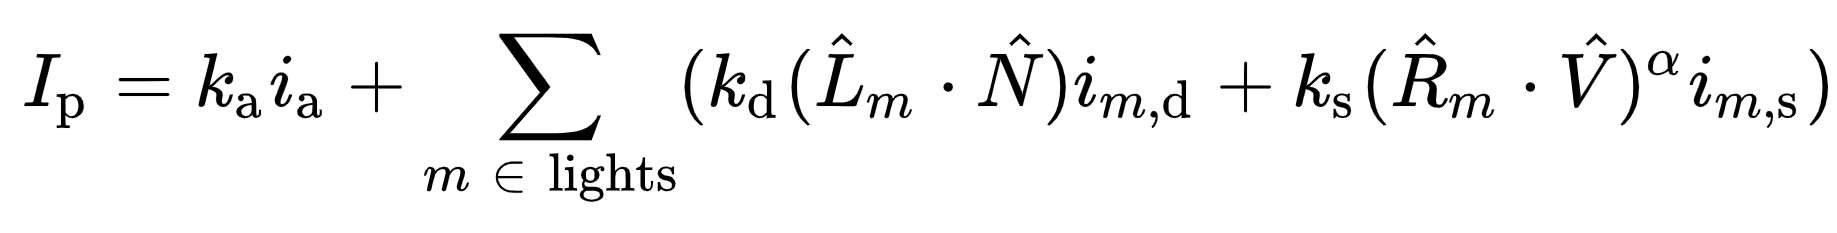 I_p = k_a i_a + ∑_{m ∈ lights} (k_d (L̂_m · N̂) i_{m,d} + k_s (R̂_m · V̂)^α i_{m,s})